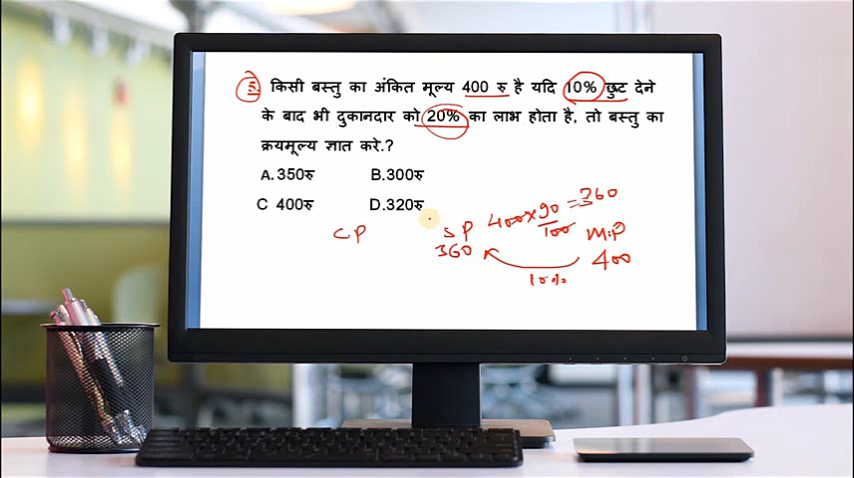 5. किसी बस्तु का अंकित मूल्य 400 रु है यदि 10% छुट देने
के बाद भी दुकानदार को 20% का लाभ होता है, तो बस्तु का
क्रयमूल्य ज्ञात करे.?
A.350रु B.300रु
C 400रु D.320रु
400×90/100=360
CP SP M.P
360 400
10%